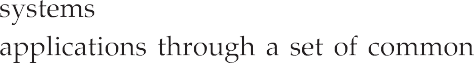 systems
applications through a set of common